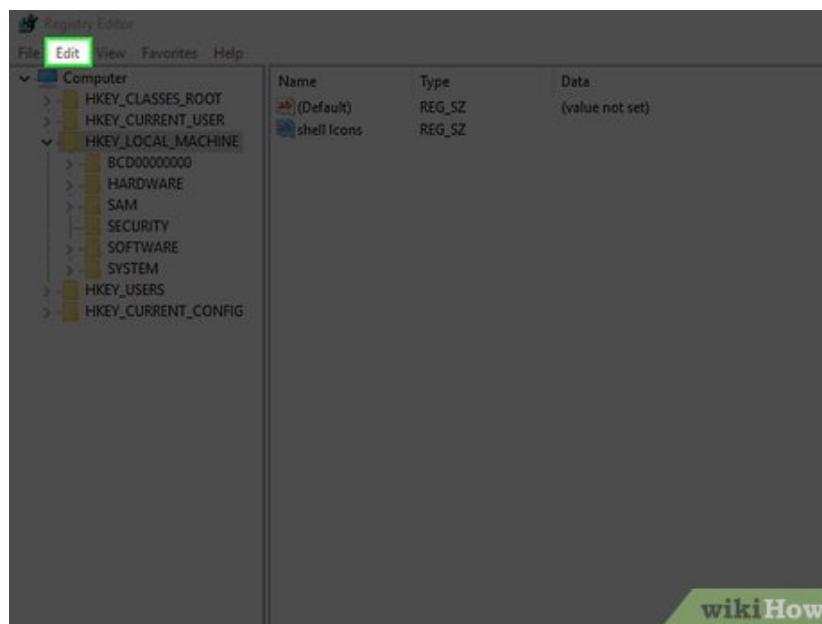 Registry Editor
File Edit View Favorites Help
Computer
HKEY_CLASSES_ROOT
HKEY_CURRENT_USER
HKEY_LOCAL_MACHINE
BCD00000000
HARDWARE
SAM
SECURITY
SOFTWARE
SYSTEM
HKEY_USERS
HKEY_CURRENT_CONFIG
Name Type Data
ab (Default) REG_SZ (value not set)
shell Icons REG_SZ
wikiHow